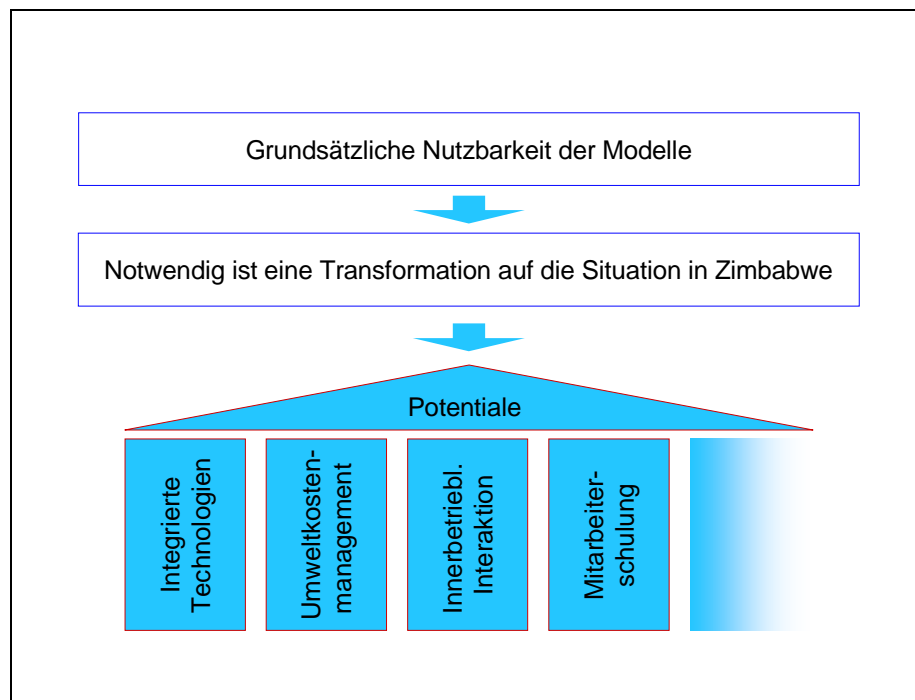 Grundsätzliche Nutzbarkeit der Modelle
Notwendig ist eine Transformation auf die Situation in Zimbabwe
Potentiale
Integrierte
Technologien
Umweltkosten-
management
Innerbetriebl.
Interaktion
Mitarbeiter-
schulung